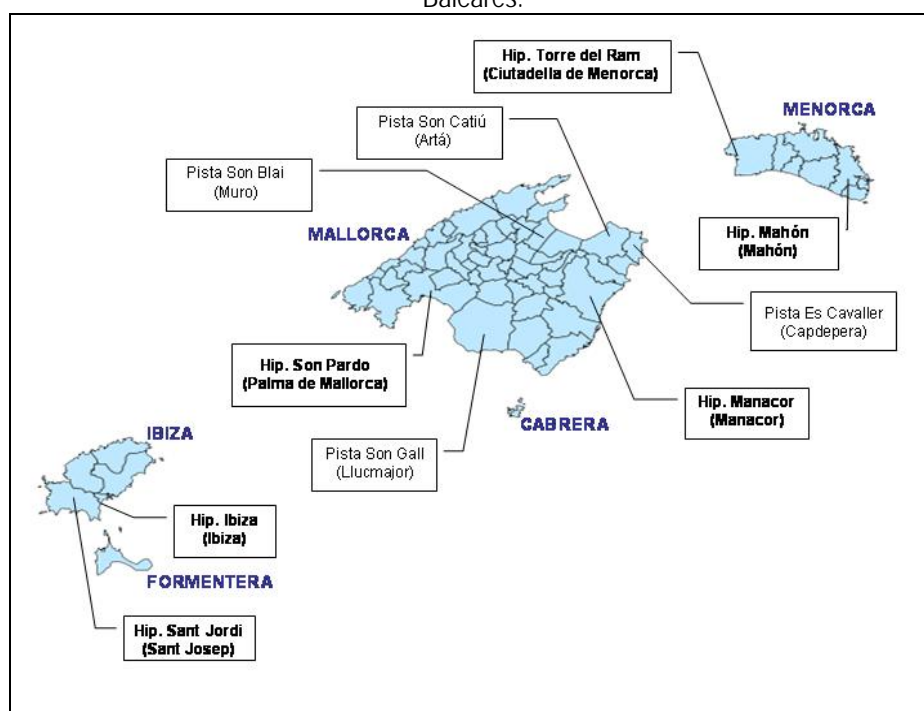 Baleares.
Hip. Torre del Ram
(Ciutadella de Menorca)
MENORCA
Pista Son Catiú
(Artá)
Pista Son Blai
(Muro)
MALLORCA
Hip. Mahón
(Mahón)
Pista Es Cavaller
(Capdepera)
Hip. Son Pardo
(Palma de Mallorca)
Hip. Manacor
(Manacor)
CABRERA
IBIZA
Pista Son Gall
(Llucmajor)
Hip. Ibiza
(Ibiza)
FORMENTERA
Hip. Sant Jordi
(Sant Josep)